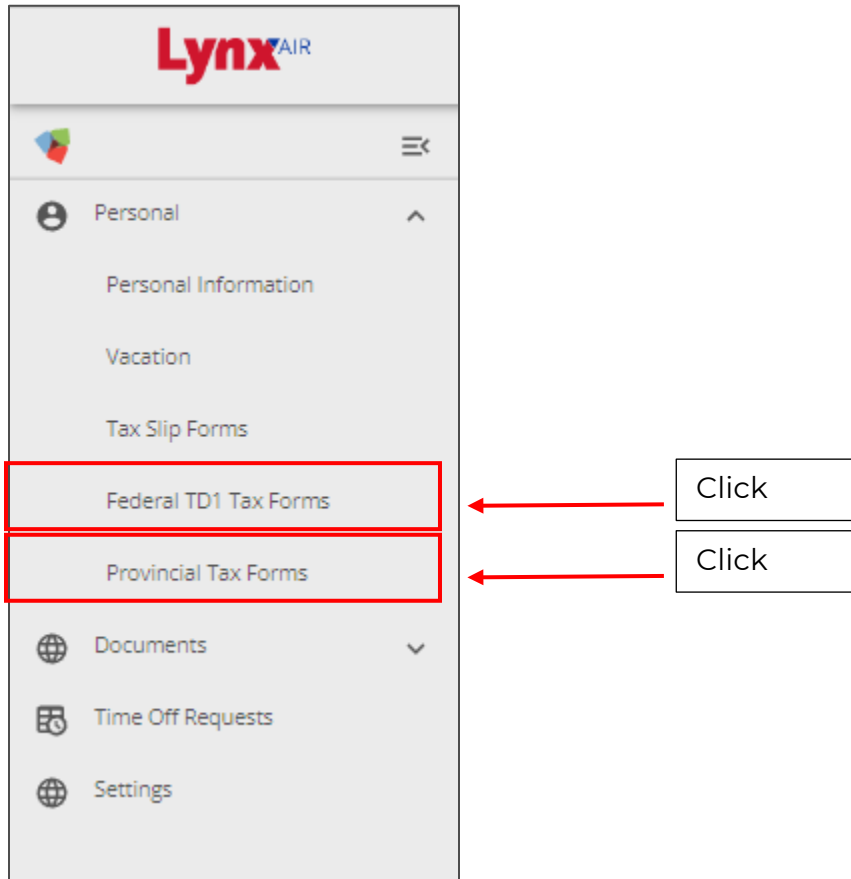 Lynx AIR
Personal
Personal Information
Vacation
Tax Slip Forms
Federal TD1 Tax Forms
Click
Provincial Tax Forms
Click
Documents
Time Off Requests
Settings